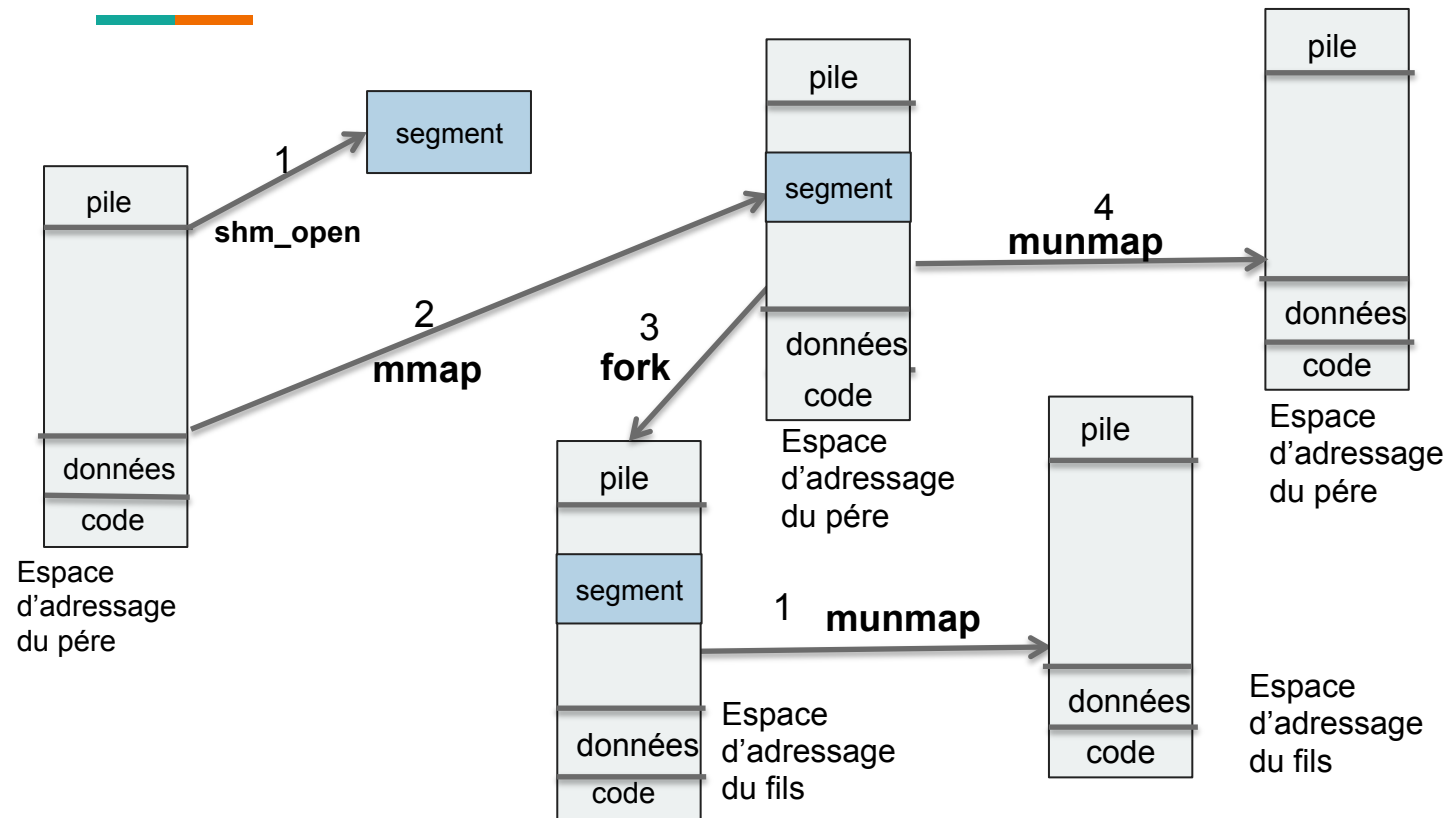 pile
données
code
Espace
d'adressage
du pére
1
shm_open
segment
2
mmap
pile
segment
données
code
Espace
d'adressage
du pére
3
fork
pile
segment
données
code
Espace
d'adressage
du fils
4
munmap
pile
données
code
Espace
d'adressage
du pére
1
munmap
pile
données
code
Espace
d'adressage
du fils